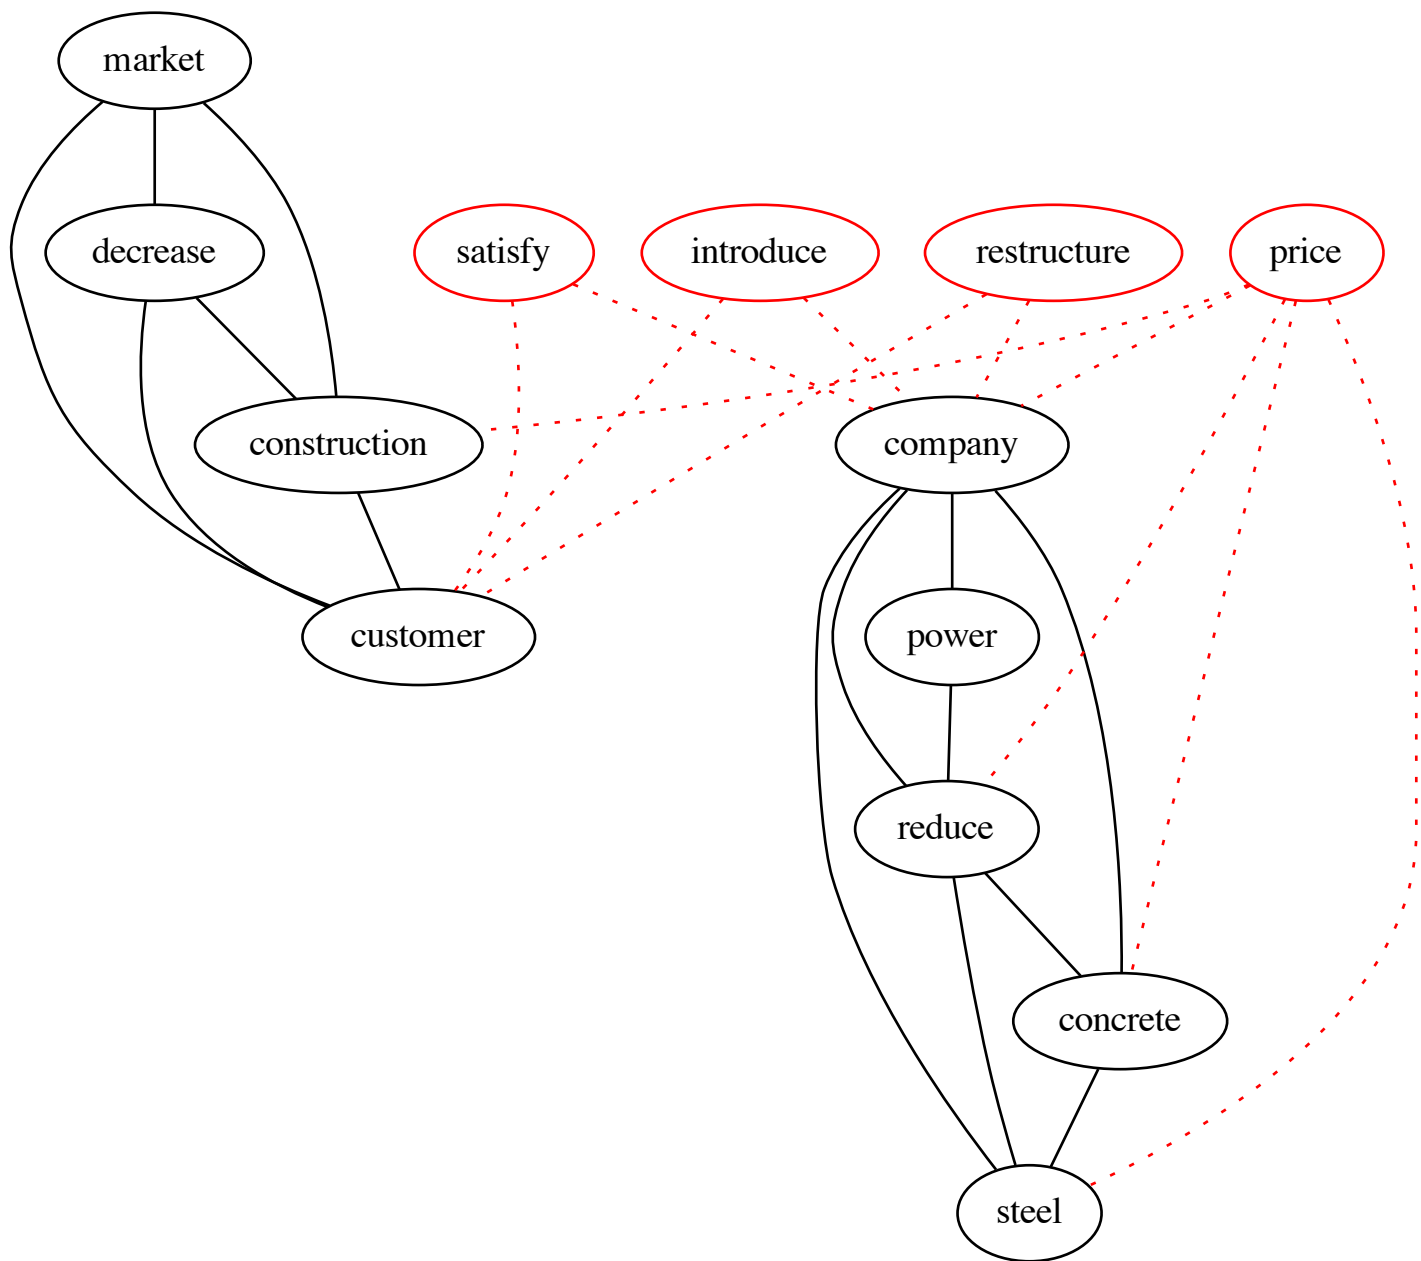 market
decrease
satisfy
introduce
restructure
price
construction
company
customer
power
reduce
concrete
steel